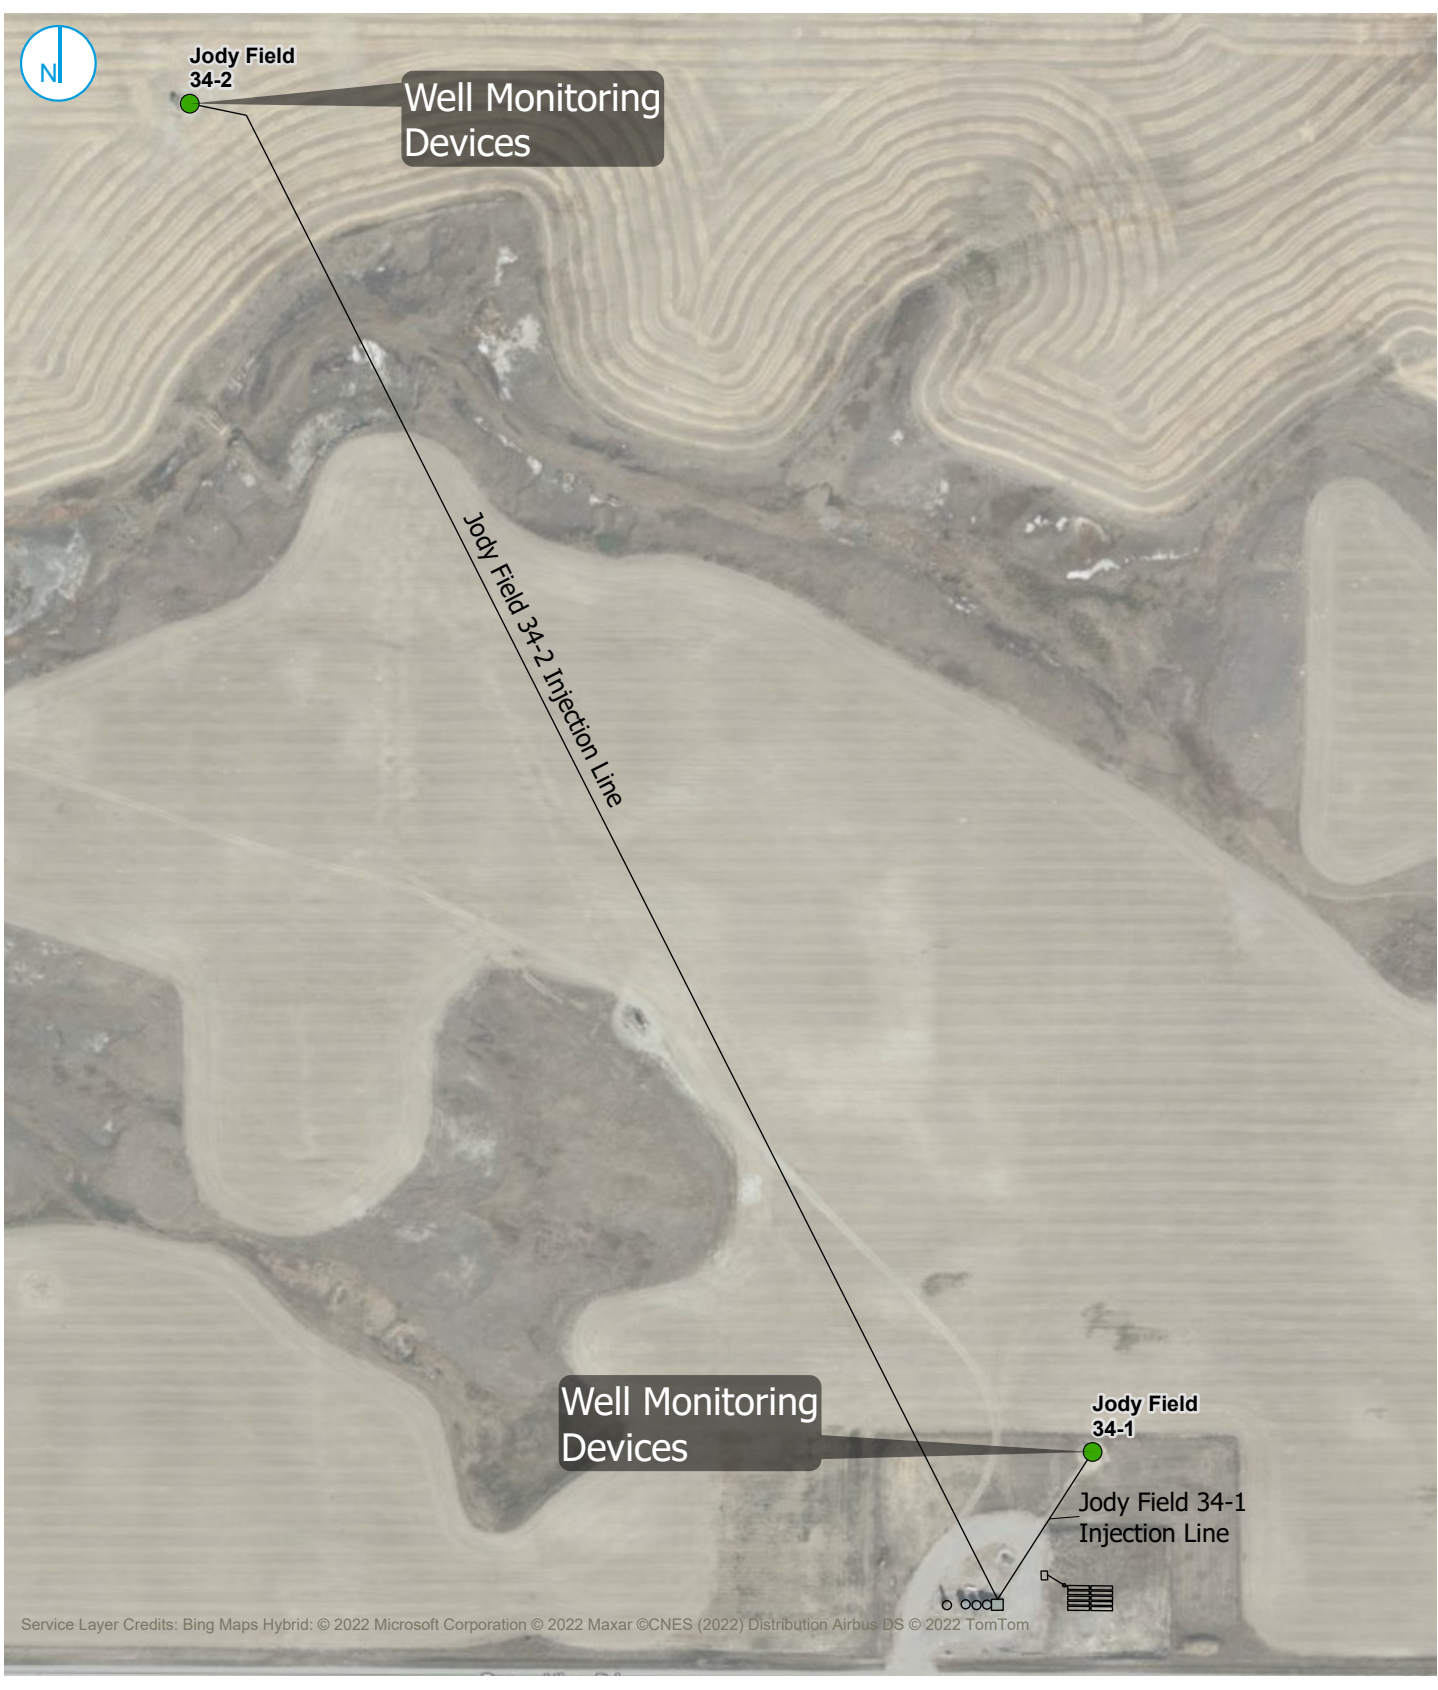 N
Jody Field
34-2
Well Monitoring
Devices
Jody Field 34-2 Injection Line
Well Monitoring
Devices
Jody Field
34-1
Jody Field 34-1
Injection Line
Service Layer Credits: Bing Maps Hybrid: © 2022 Microsoft Corporation © 2022 Maxar ©CNES (2022) Distribution Airbus DS © 2022 TomTom